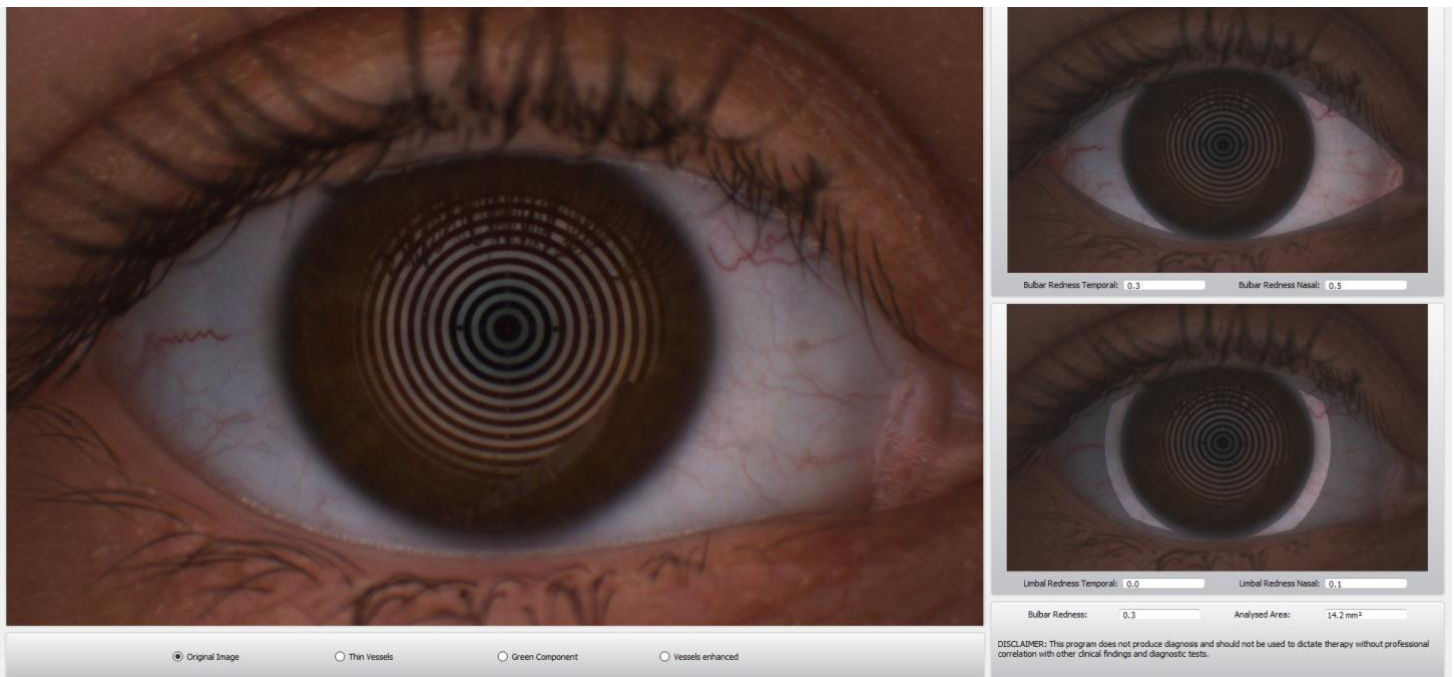 Bulbar Redness Temporal: 0.3 Bulbar Redness Nasal: 0.5
Limbal Redness Temporal: 0.0 Limbal Redness Nasal: 0.1
Bulbar Redness: 0.3 Analysed Area: 14.2 mm²
DISCLAIMER: This program does not produce diagnosis and should not be used to dictate therapy without professional
correlation with other clinical findings and diagnostic tests.
Original Image Thin Vessels Green Component Vessels enhanced